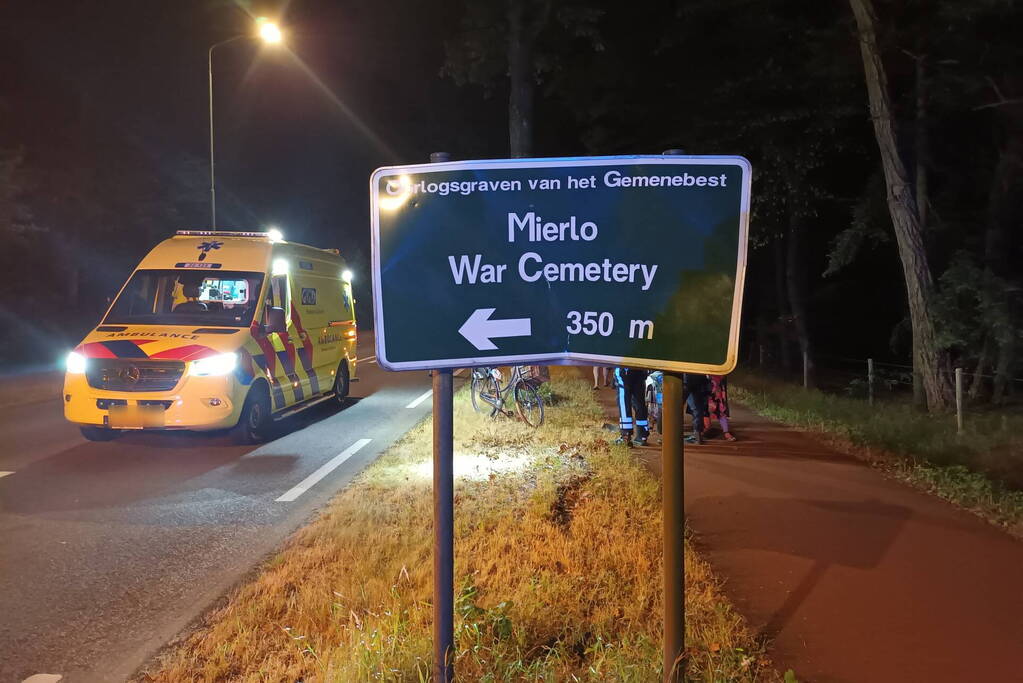 Oorlogsgraven van het Gemenebest
Mierlo
War Cemetery
350 m
AMBULANCE
AMBULANCE